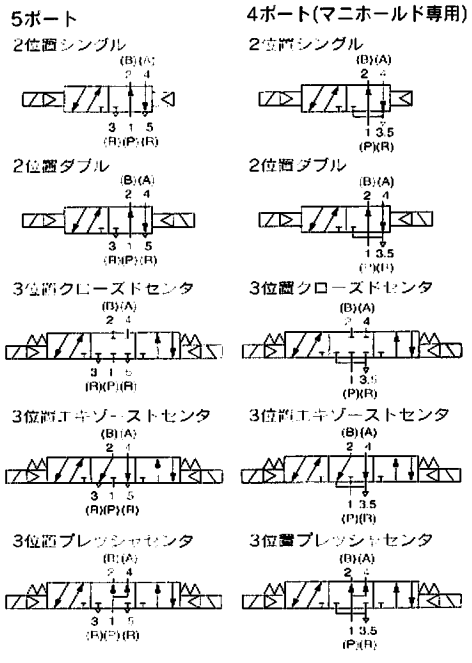 5ポート
2位置シングル
(B)(A)
2 4
3 1 5
(R)(P)(R)
2位置ダブル
(B)(A)
2 4
3 1 5
(R)(P)(R)
3位置クローズドセンタ
(B)(A)
2 4
3 1 5
(R)(P)(R)
3位置エキゾーストセンタ
(B)(A)
2 4
3 1 5
(R)(P)(R)
3位置プレッシャセンタ
(B)(A)
2 4
3 1 5
(R)(P)(R)
4ポート(マニホールド専用)
2位置シングル
(B)(A)
2 4
1 3.5
(P)(R)
2位置ダブル
(B)(A)
2 4
1 3.5
(P)(R)
3位置クローズドセンタ
(B)(A)
2 4
1 3.5
(P)(R)
3位置エキゾーストセンタ
(B)(A)
2 4
1 3.5
(P)(R)
3位置プレッシャセンタ
(B)(A)
2 4
1 3.5
(P)(R)